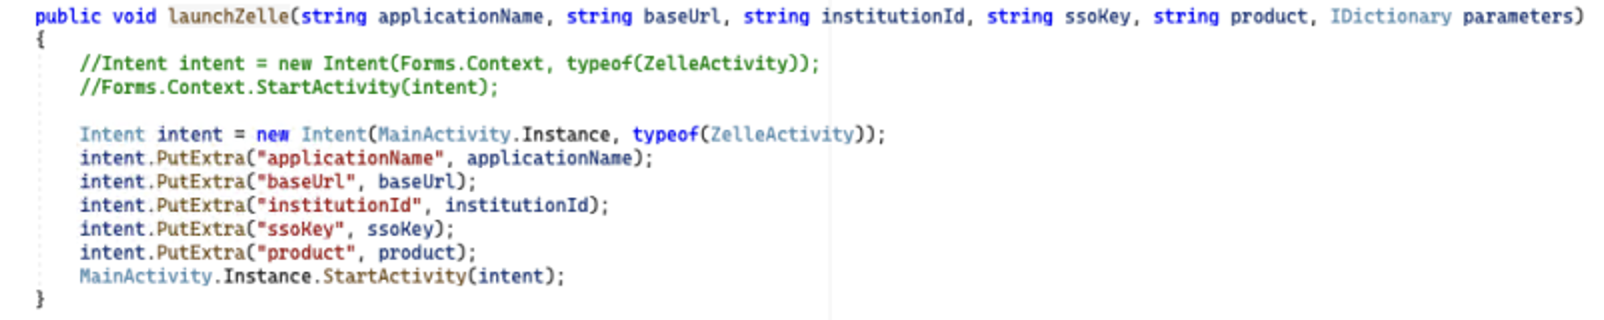 public void launchZelle(string applicationName, string baseUrl, string institutionId, string ssoKey, string product, IDictionary parameters)
{
//Intent intent = new Intent(Forms.Context, typeof(ZelleActivity));
//Forms.Context.StartActivity(intent);
Intent intent = new Intent(MainActivity.Instance, typeof(ZelleActivity));
intent.PutExtra("applicationName", applicationName);
intent.PutExtra("baseUrl", baseUrl);
intent.PutExtra("institutionId", institutionId);
intent.PutExtra("ssoKey", ssoKey);
intent.PutExtra("product", product);
MainActivity.Instance.StartActivity(intent);
}